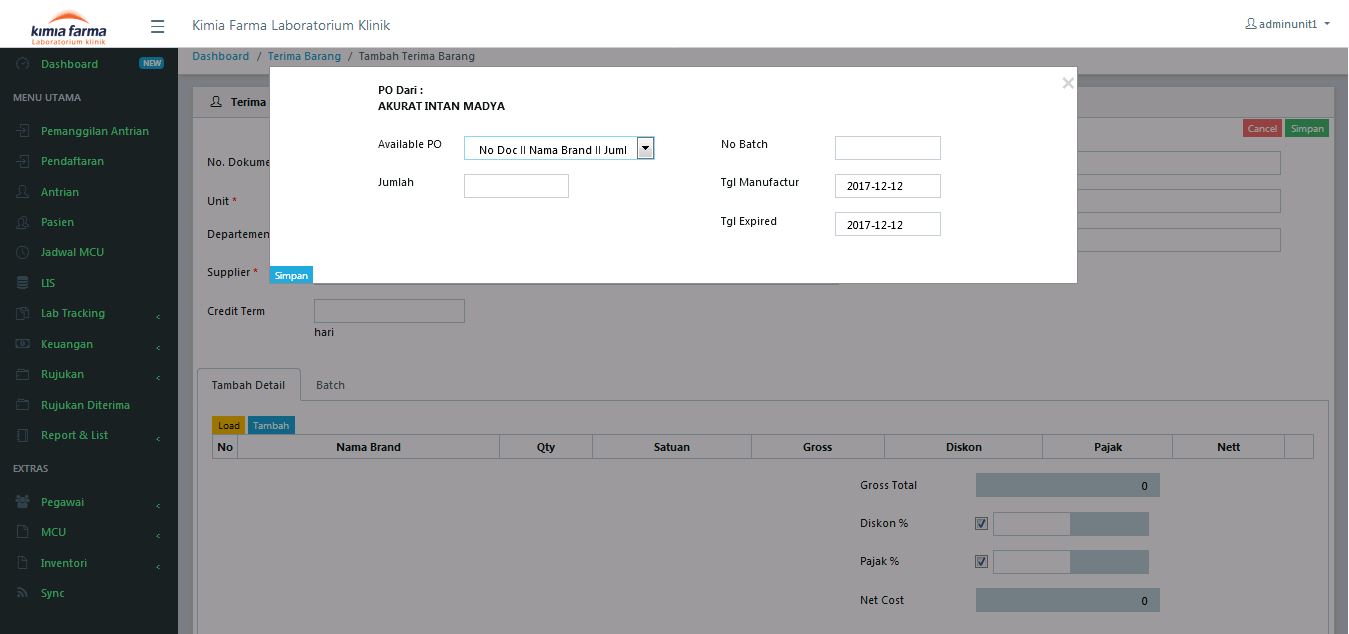 kimia farma
Laboratorium klinik
Kimia Farma Laboratorium Klinik
adminunit1
Dashboard / Terima Barang / Tambah Terima Barang
Dashboard NEW
MENU UTAMA
Pemanggilan Antrian
Pendaftaran
Antrian
Pasien
Jadwal MCU
LIS
Lab Tracking
Keuangan
Rujukan
Rujukan Diterima
Report & List
EXTRAS
Pegawai
MCU
Inventori
Sync
PO Dari :
AKURAT INTAN MADYA
×
Available PO
No Doc II Nama Brand II Juml
No Batch
Jumlah
Tgl Manufactur
2017-12-12
Tgl Expired
2017-12-12
Simpan
Terima
Cancel Simpan
No. Dokume
Unit *
Departemen
Supplier *
Credit Term
hari
Tambah Detail Batch
Load Tambah
No Nama Brand Qty Satuan Gross Diskon Pajak Nett
Gross Total 0
Diskon %
Pajak %
Net Cost 0